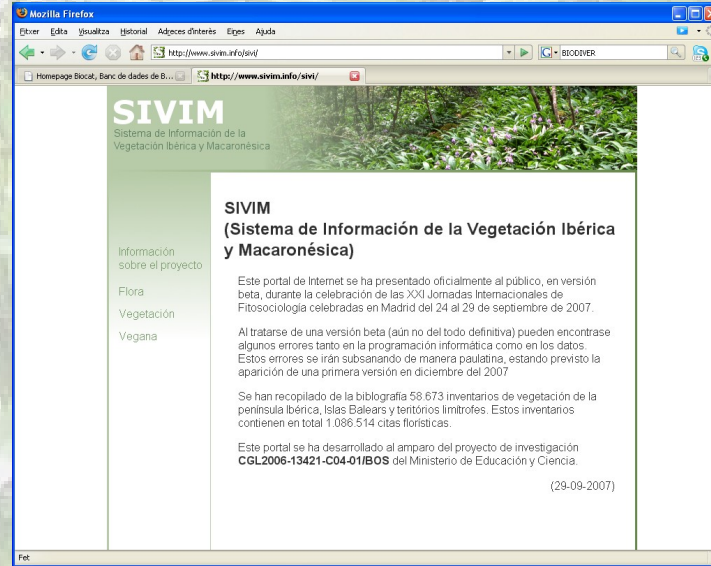 Mozilla Firefox
Fitxer Edita Visualitza Historial Adreces d'interès Eines Ajuda
http://www.sivim.info/sivi/
BIODIVER
Homepage Biocat, Banc de dades de B...
http://www.sivim.info/sivi/
SIVIM
Sistema de Información de la
Vegetación Ibérica y Macaronésica
Información
sobre el proyecto
Flora
Vegetación
Vegana
SIVIM
(Sistema de Información de la Vegetación Ibérica
y Macaronésica)
Este portal de Internet se ha presentado oficialmente al público, en versión
beta, durante la celebración de las XXI Jornadas Internacionales de
Fitosociología celebradas en Madrid del 24 al 29 de septiembre de 2007.
Al tratarse de una versión beta (aún no del todo definitiva) pueden encontrase
algunos errores tanto en la programación informática como en los datos.
Estos errores se irán subsanando de manera paulatina, estando previsto la
aparición de una primera versión en diciembre del 2007
Se han recopilado de la biblografía 58.673 inventarios de vegetación de la
península Ibérica, Islas Balears y teritórios limítrofes. Estos inventarios
contienen en total 1.086.514 citas florísticas.
Este portal se ha desarrollado al amparo del proyecto de investigación
CGL2006-13421-C04-01/BOS del Ministerio de Educación y Ciencia.
(29-09-2007)
Fet